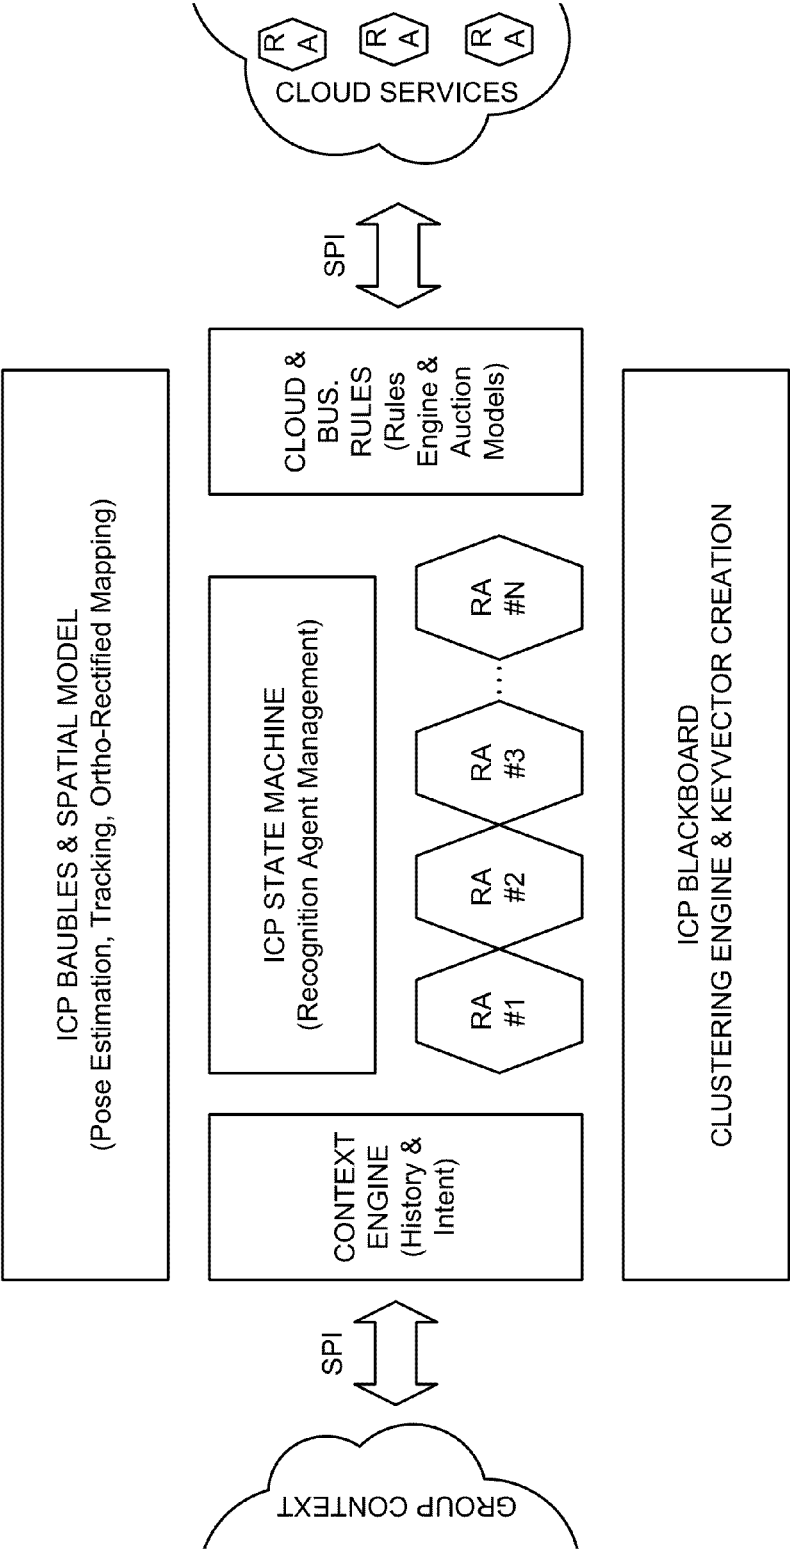 ICP BAUBLES & SPATIAL MODEL
(Pose Estimation, Tracking, Ortho-Rectified Mapping)
GROUP CONTEXT
SPI
CONTEXT
ENGINE
(History &
Intent)
ICP STATE MACHINE
(Recognition Agent Management)
RA
#1
RA
#2
RA
#3
.....
RA
#N
CLOUD &
BUS.
RULES
(Rules
Engine &
Auction
Models)
SPI
R
A
R
A
R
A
CLOUD SERVICES
ICP BLACKBOARD
CLUSTERING ENGINE & KEYVECTOR CREATION